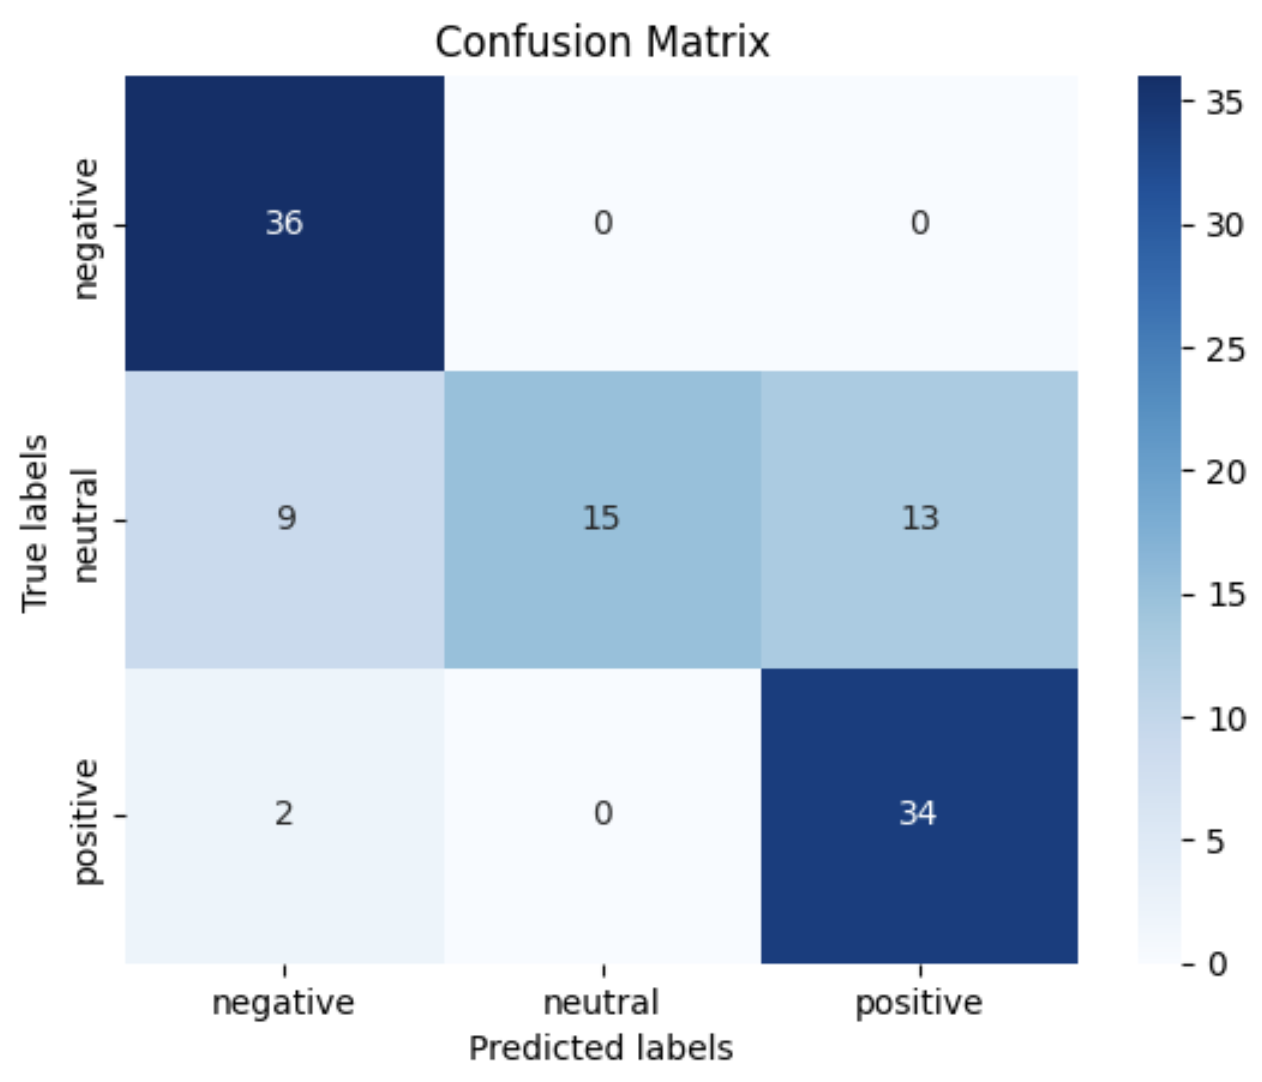 Confusion Matrix
True labels
negative
36 0 0
neutral
9 15 13
positive
2 0 34
negative neutral positive
Predicted labels
35
30
25
20
15
10
5
0